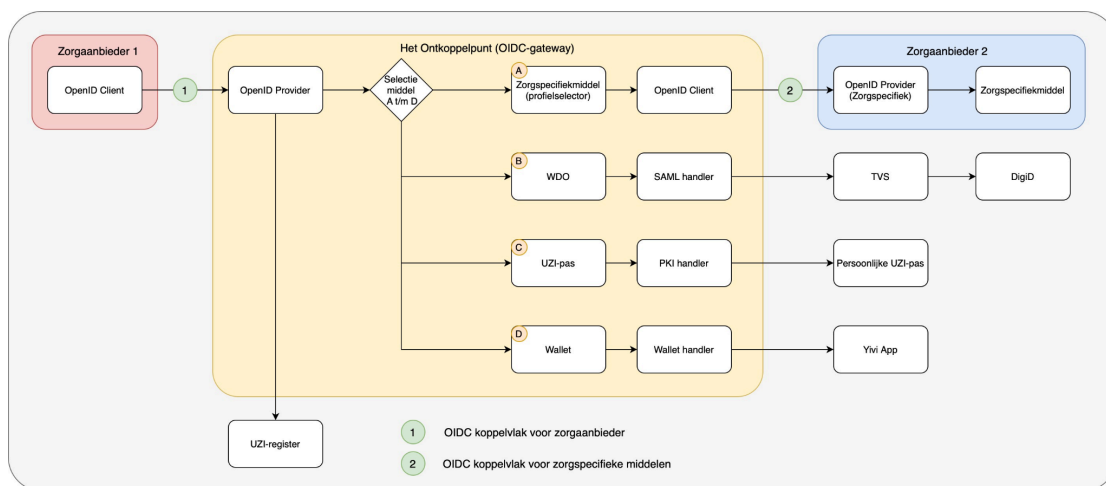 Zorgaanbieder 1
Het Ontkoppelpunt (OIDC-gateway)
Zorgaanbieder 2
OpenID Client
1
OpenID Provider
Selectie
middel
A t/m D
A
Zorgspecifiekmiddel
(profielselector)
OpenID Client
2
OpenID Provider
(Zorgspecifiek)
Zorgspecifiekmiddel
B
WDO
SAML handler
TVS
DigiD
C
UZI-pas
PKI handler
Persoonlijke UZI-pas
D
Wallet
Wallet handler
Yivi App
UZI-register
1
OIDC koppelvlak voor zorgaanbieder
2
OIDC koppelvlak voor zorgspecifieke middelen